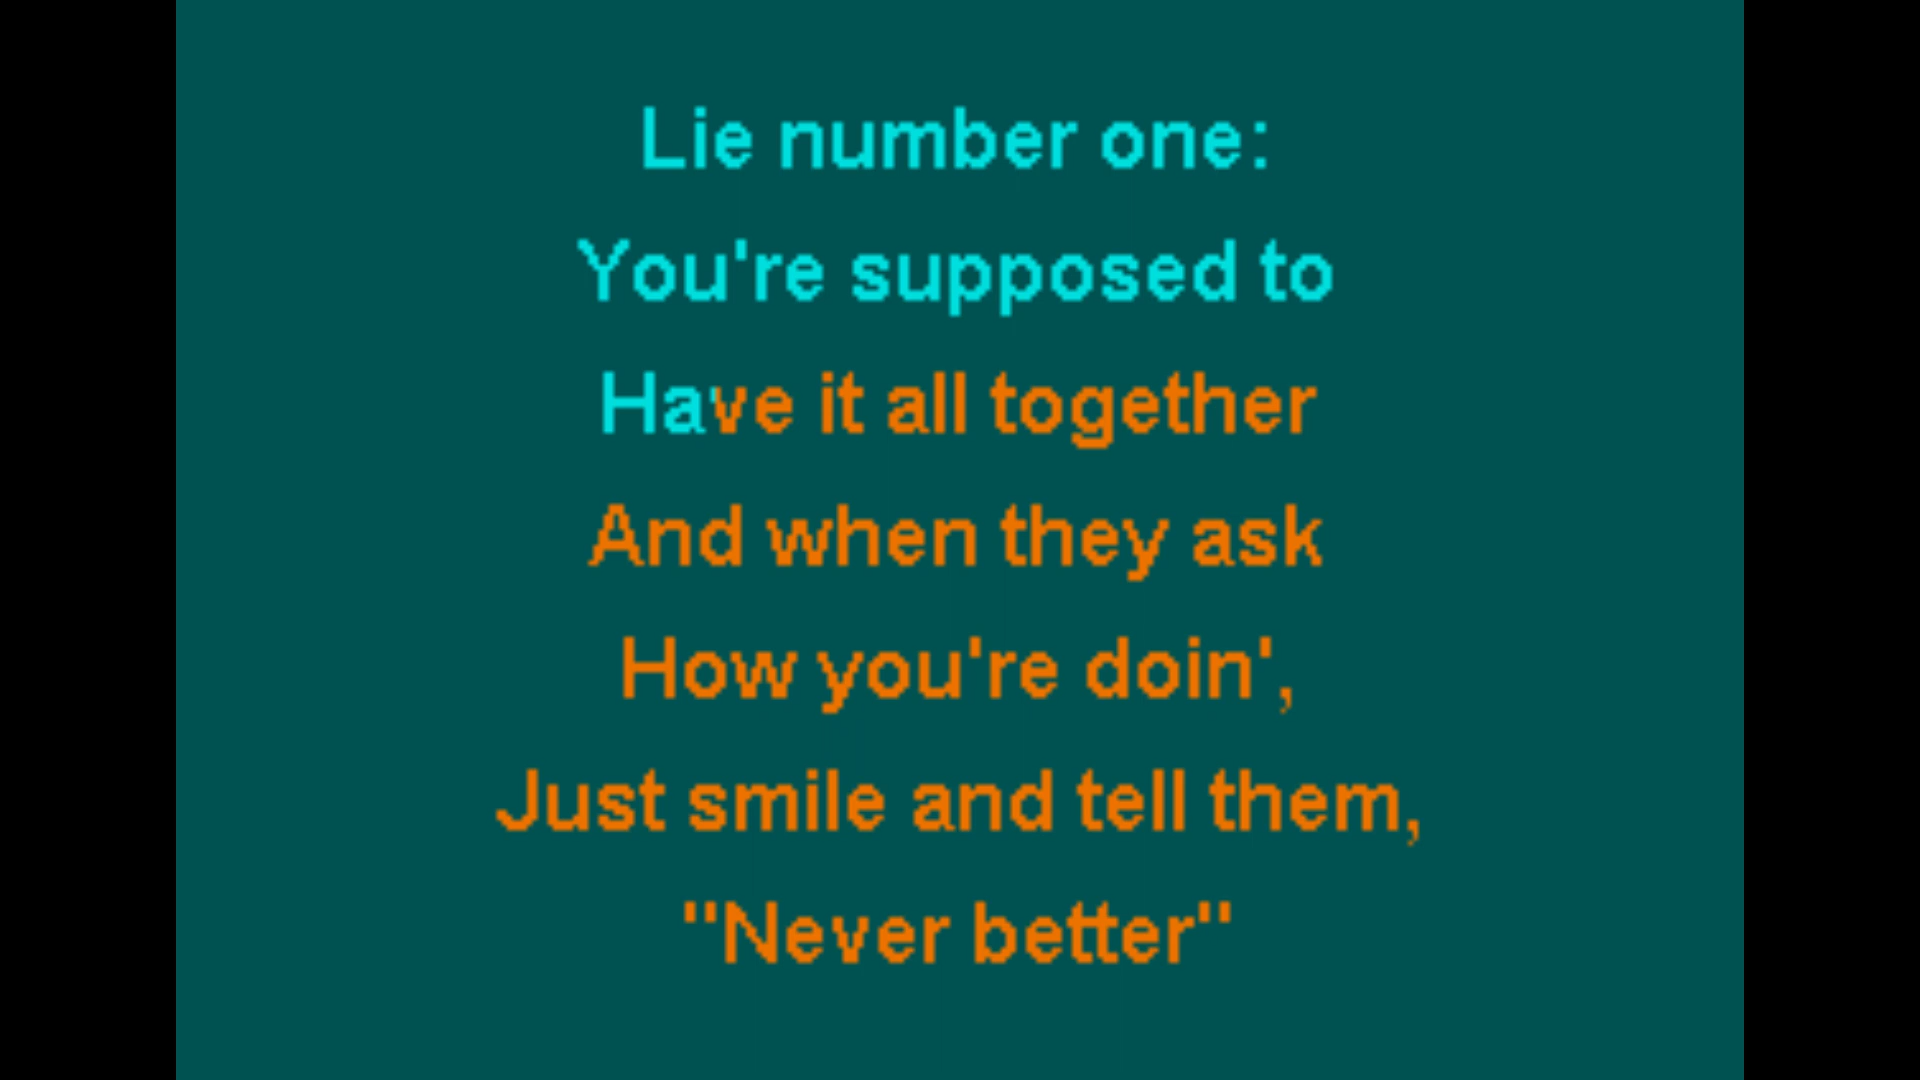 Lie number one:
You're supposed to
Have it all together
And when they ask
How you're doin',
Just smile and tell them,
"Never better"